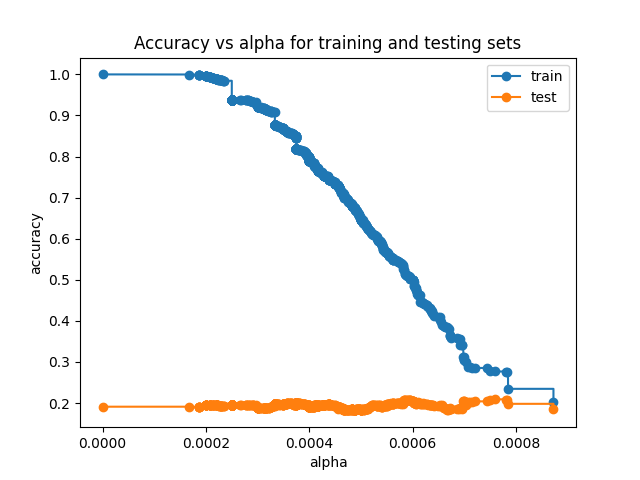 Accuracy vs alpha for training and testing sets
train
test
1.0
0.9
0.8
0.7
0.6
0.5
0.4
0.3
0.2
accuracy
0.0000 0.0002 0.0004 0.0006 0.0008
alpha